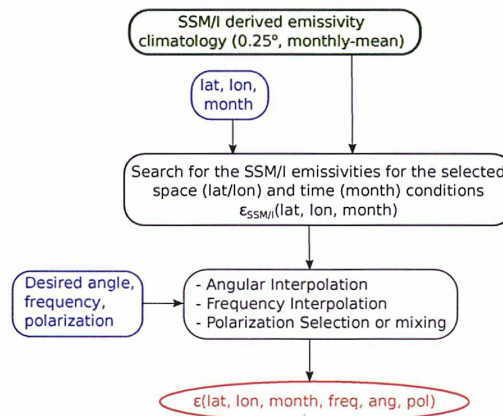 SSM/I derived emissivity
climatology (0.25º, monthly-mean)
lat, lon,
month
Search for the SSM/I emissivities for the selected
space (lat/lon) and time (month) conditions
εSSM/I(lat, lon, month)
Desired angle,
frequency,
polarization
- Angular Interpolation
- Frequency Interpolation
- Polarization Selection or mixing
ε(lat, lon, month, freq, ang, pol)